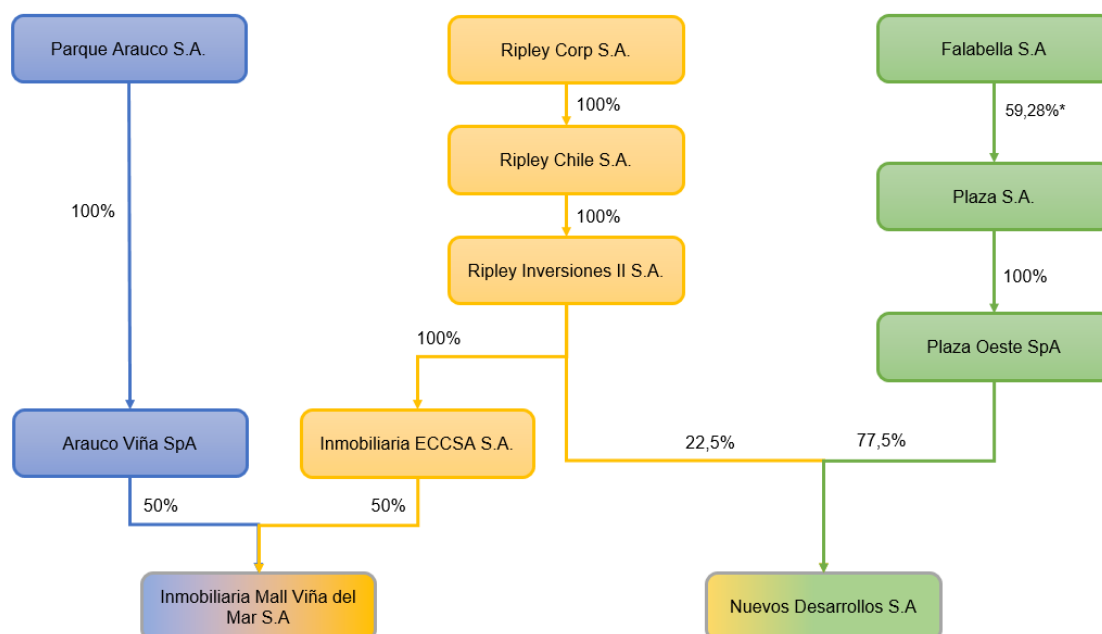 Parque Arauco S.A.
Ripley Corp S.A.
Falabella S.A
100%
59,28%*
Ripley Chile S.A.
Plaza S.A.
100%
100%
Ripley Inversiones II S.A.
100%
100%
Plaza Oeste SpA
Arauco Viña SpA
Inmobiliaria ECCSA S.A.
22,5%
77,5%
50%
50%
Inmobiliaria Mall Viña del
Mar S.A
Nuevos Desarrollos S.A